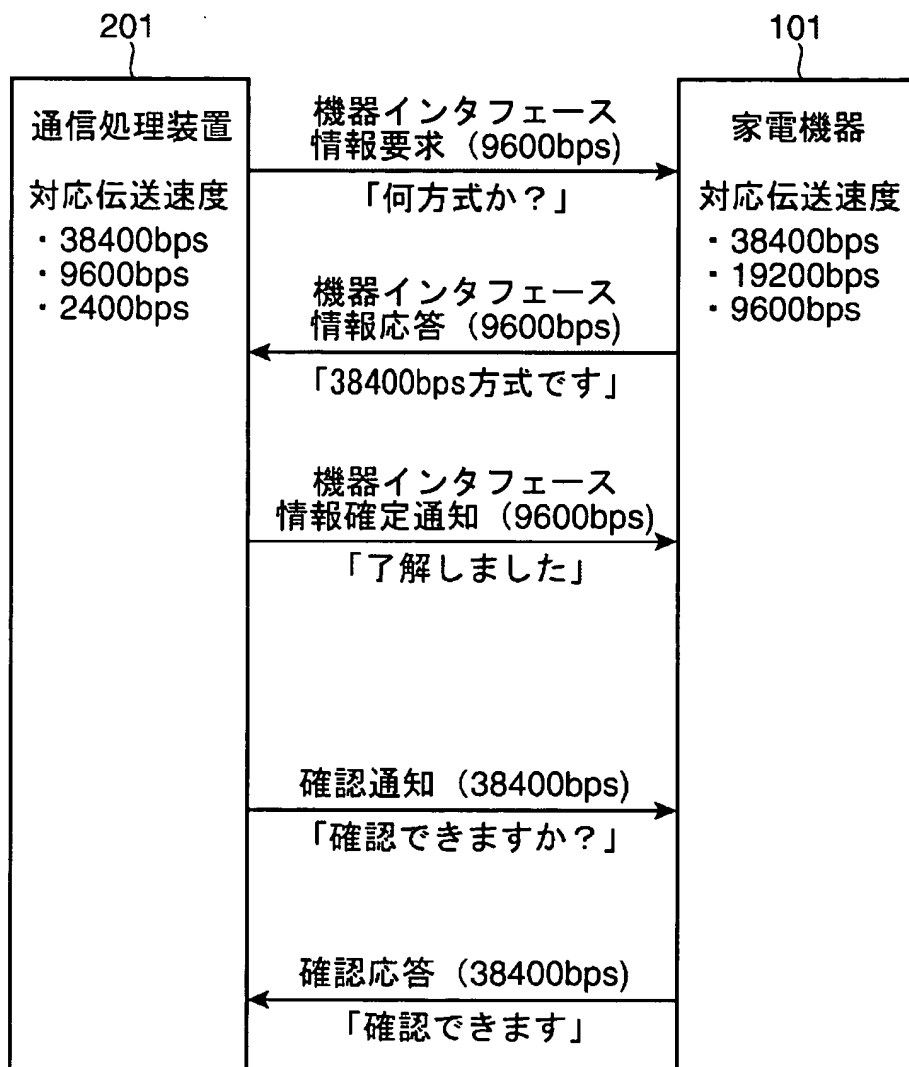 201
101
通信処理装置
対応伝送速度
・38400bps
・9600bps
・2400bps
機器インタフェース
情報要求（9600bps)
「何方式か？」
機器インタフェース
情報応答（9600bps)
「38400bps方式です」
機器インタフェース
情報確定通知（9600bps)
「了解しました」
確認通知（38400bps)
「確認できますか？」
確認応答（38400bps)
「確認できます」
家電機器
対応伝送速度
・38400bps
・19200bps
・9600bps